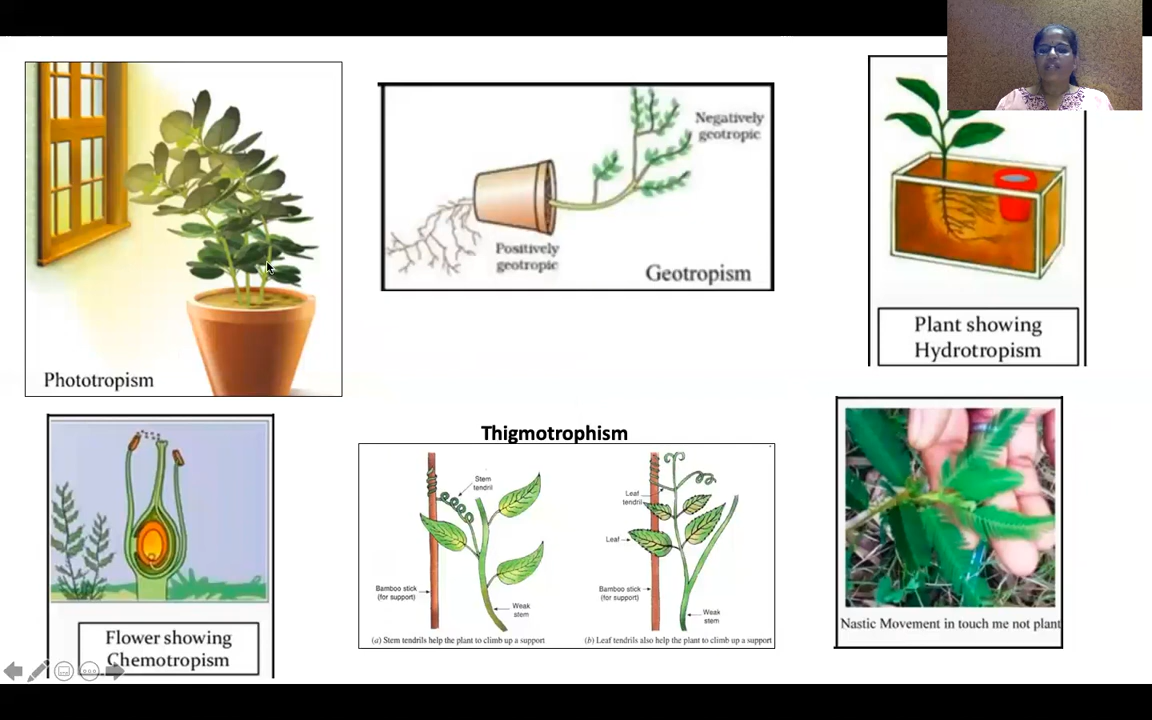 Negatively
geotropic
Positively
geotropic
Geotropism
Plant showing
Hydrotropism
Phototropism
Thigmotrophism
Stem
tendril
Bamboo stick
(for support)
Weak
stem
(a) Stem tendrils help the plant to climb up a support
Leaf
tendril
Leaf
Bamboo stick
(for support)
Weak
stem
(b) Leaf tendrils also help the plant to climb up a support
Nastic Movement in touch me not plant
Flower showing
Chemotropism